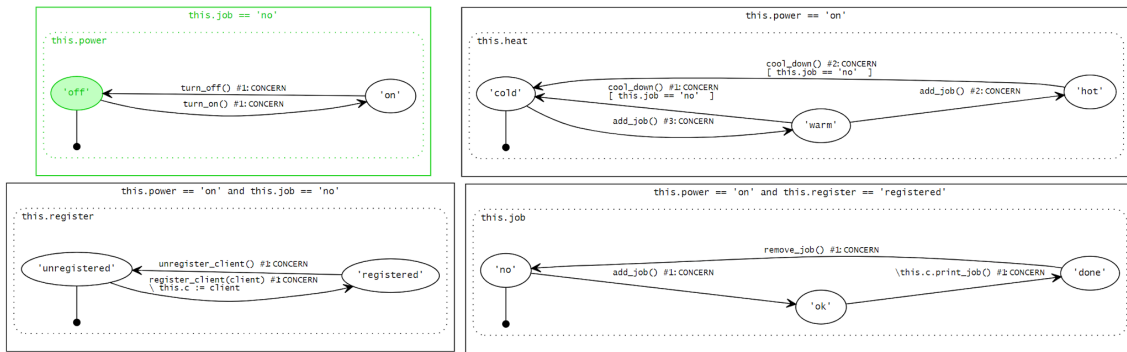 this.job == 'no'
this.power
'off'
turn_off() #1:CONCERN
turn_on() #1:CONCERN
'on'
this.power == 'on'
this.heat
cool_down() #2:CONCERN
[ this.job == 'no' ]
'cold'
cool_down() #1:CONCERN
[ this.job == 'no' ]
add_job() #2:CONCERN
'hot'
add_job() #3:CONCERN
'warm'
this.power == 'on' and this.job == 'no'
this.register
unregister_client() #1:CONCERN
'unregistered'
register_client(client) #1:CONCERN
\ this.c := client
'registered'
this.power == 'on' and this.register == 'registered'
this.job
remove_job() #1:CONCERN
'no'
add_job() #1:CONCERN
\this.c.print_job() #1:CONCERN
'done'
'ok'